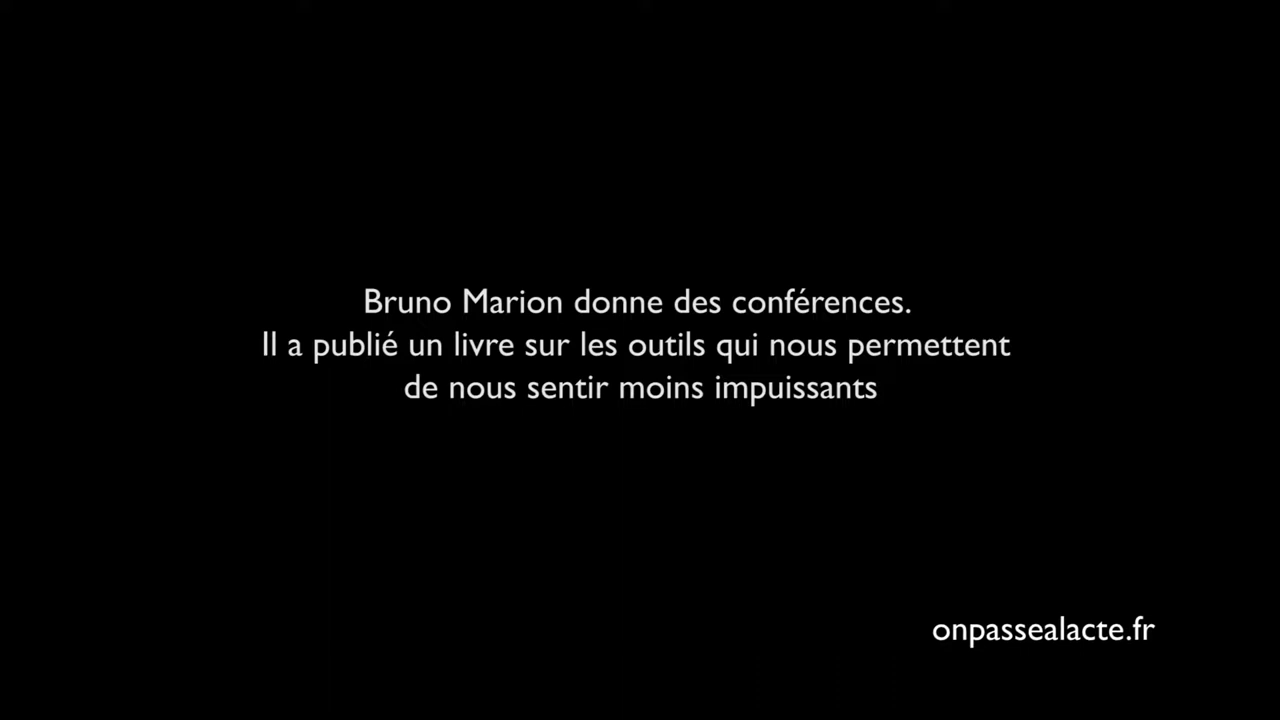 Bruno Marion donne des conférences.
Il a publié un livre sur les outils qui nous permettent
de nous sentir moins impuissants
onpassealacte.fr